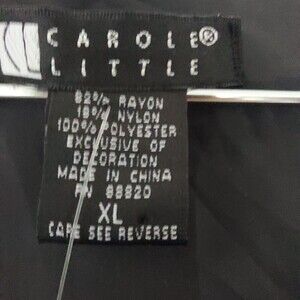 CAROLE®
LITTLE
82% RAYON
18% NYLON
100% POLYESTER
EXCLUSIVE OF
DECORATION
MADE IN CHINA
RN 88820
XL
CARE SEE REVERSE